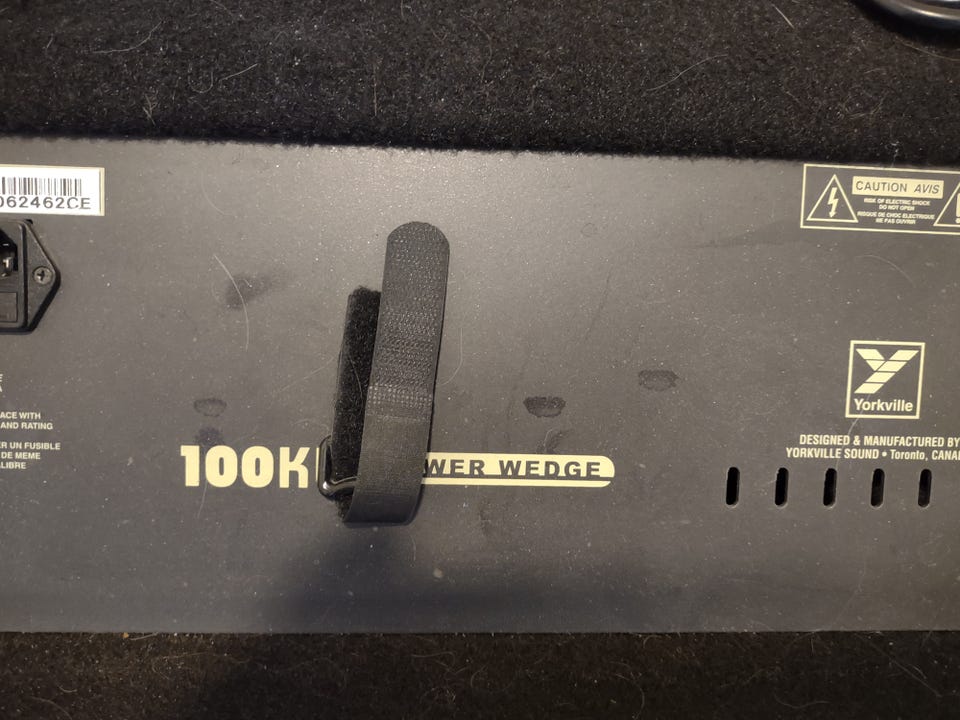 062462CE
CAUTION AVIS
RISK OF ELECTRIC SHOCK
DO NOT OPEN
RISQUE DE CHOC ELECTRIQUE
NE PAS OUVRIR
Yorkville
ACE WITH
AND RATING
ER UN FUSIBLE
DE MEME
LIBRE
100K
WER WEDGE
DESIGNED & MANUFACTURED BY
YORKVILLE SOUND • Toronto, CANA